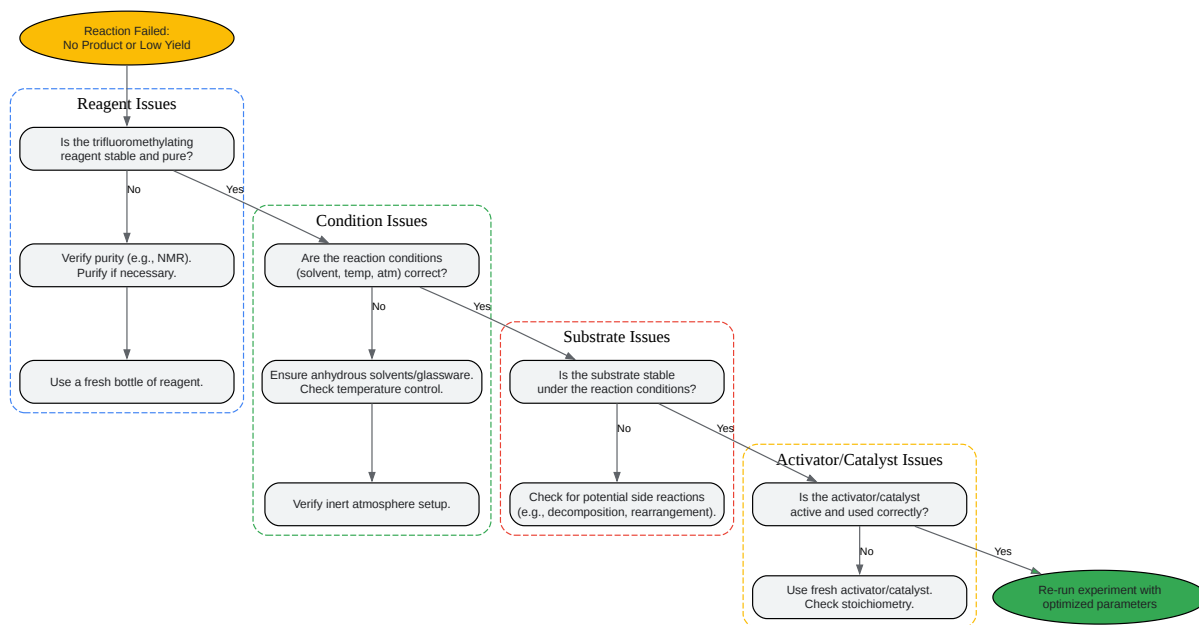 Reaction Failed:
No Product or Low Yield
Reagent Issues
Is the trifluoromethylating
reagent stable and pure?
No
Yes
Verify purity (e.g., NMR).
Purify if necessary.
Use a fresh bottle of reagent.
Condition Issues
Are the reaction conditions
(solvent, temp, atm) correct?
No
Yes
Ensure anhydrous solvents/glassware.
Check temperature control.
Verify inert atmosphere setup.
Substrate Issues
Is the substrate stable
under the reaction conditions?
No
Yes
Check for potential side reactions
(e.g., decomposition, rearrangement).
Activator/Catalyst Issues
Is the activator/catalyst
active and used correctly?
No
Yes
Use fresh activator/catalyst.
Check stoichiometry.
Re-run experiment with
optimized parameters